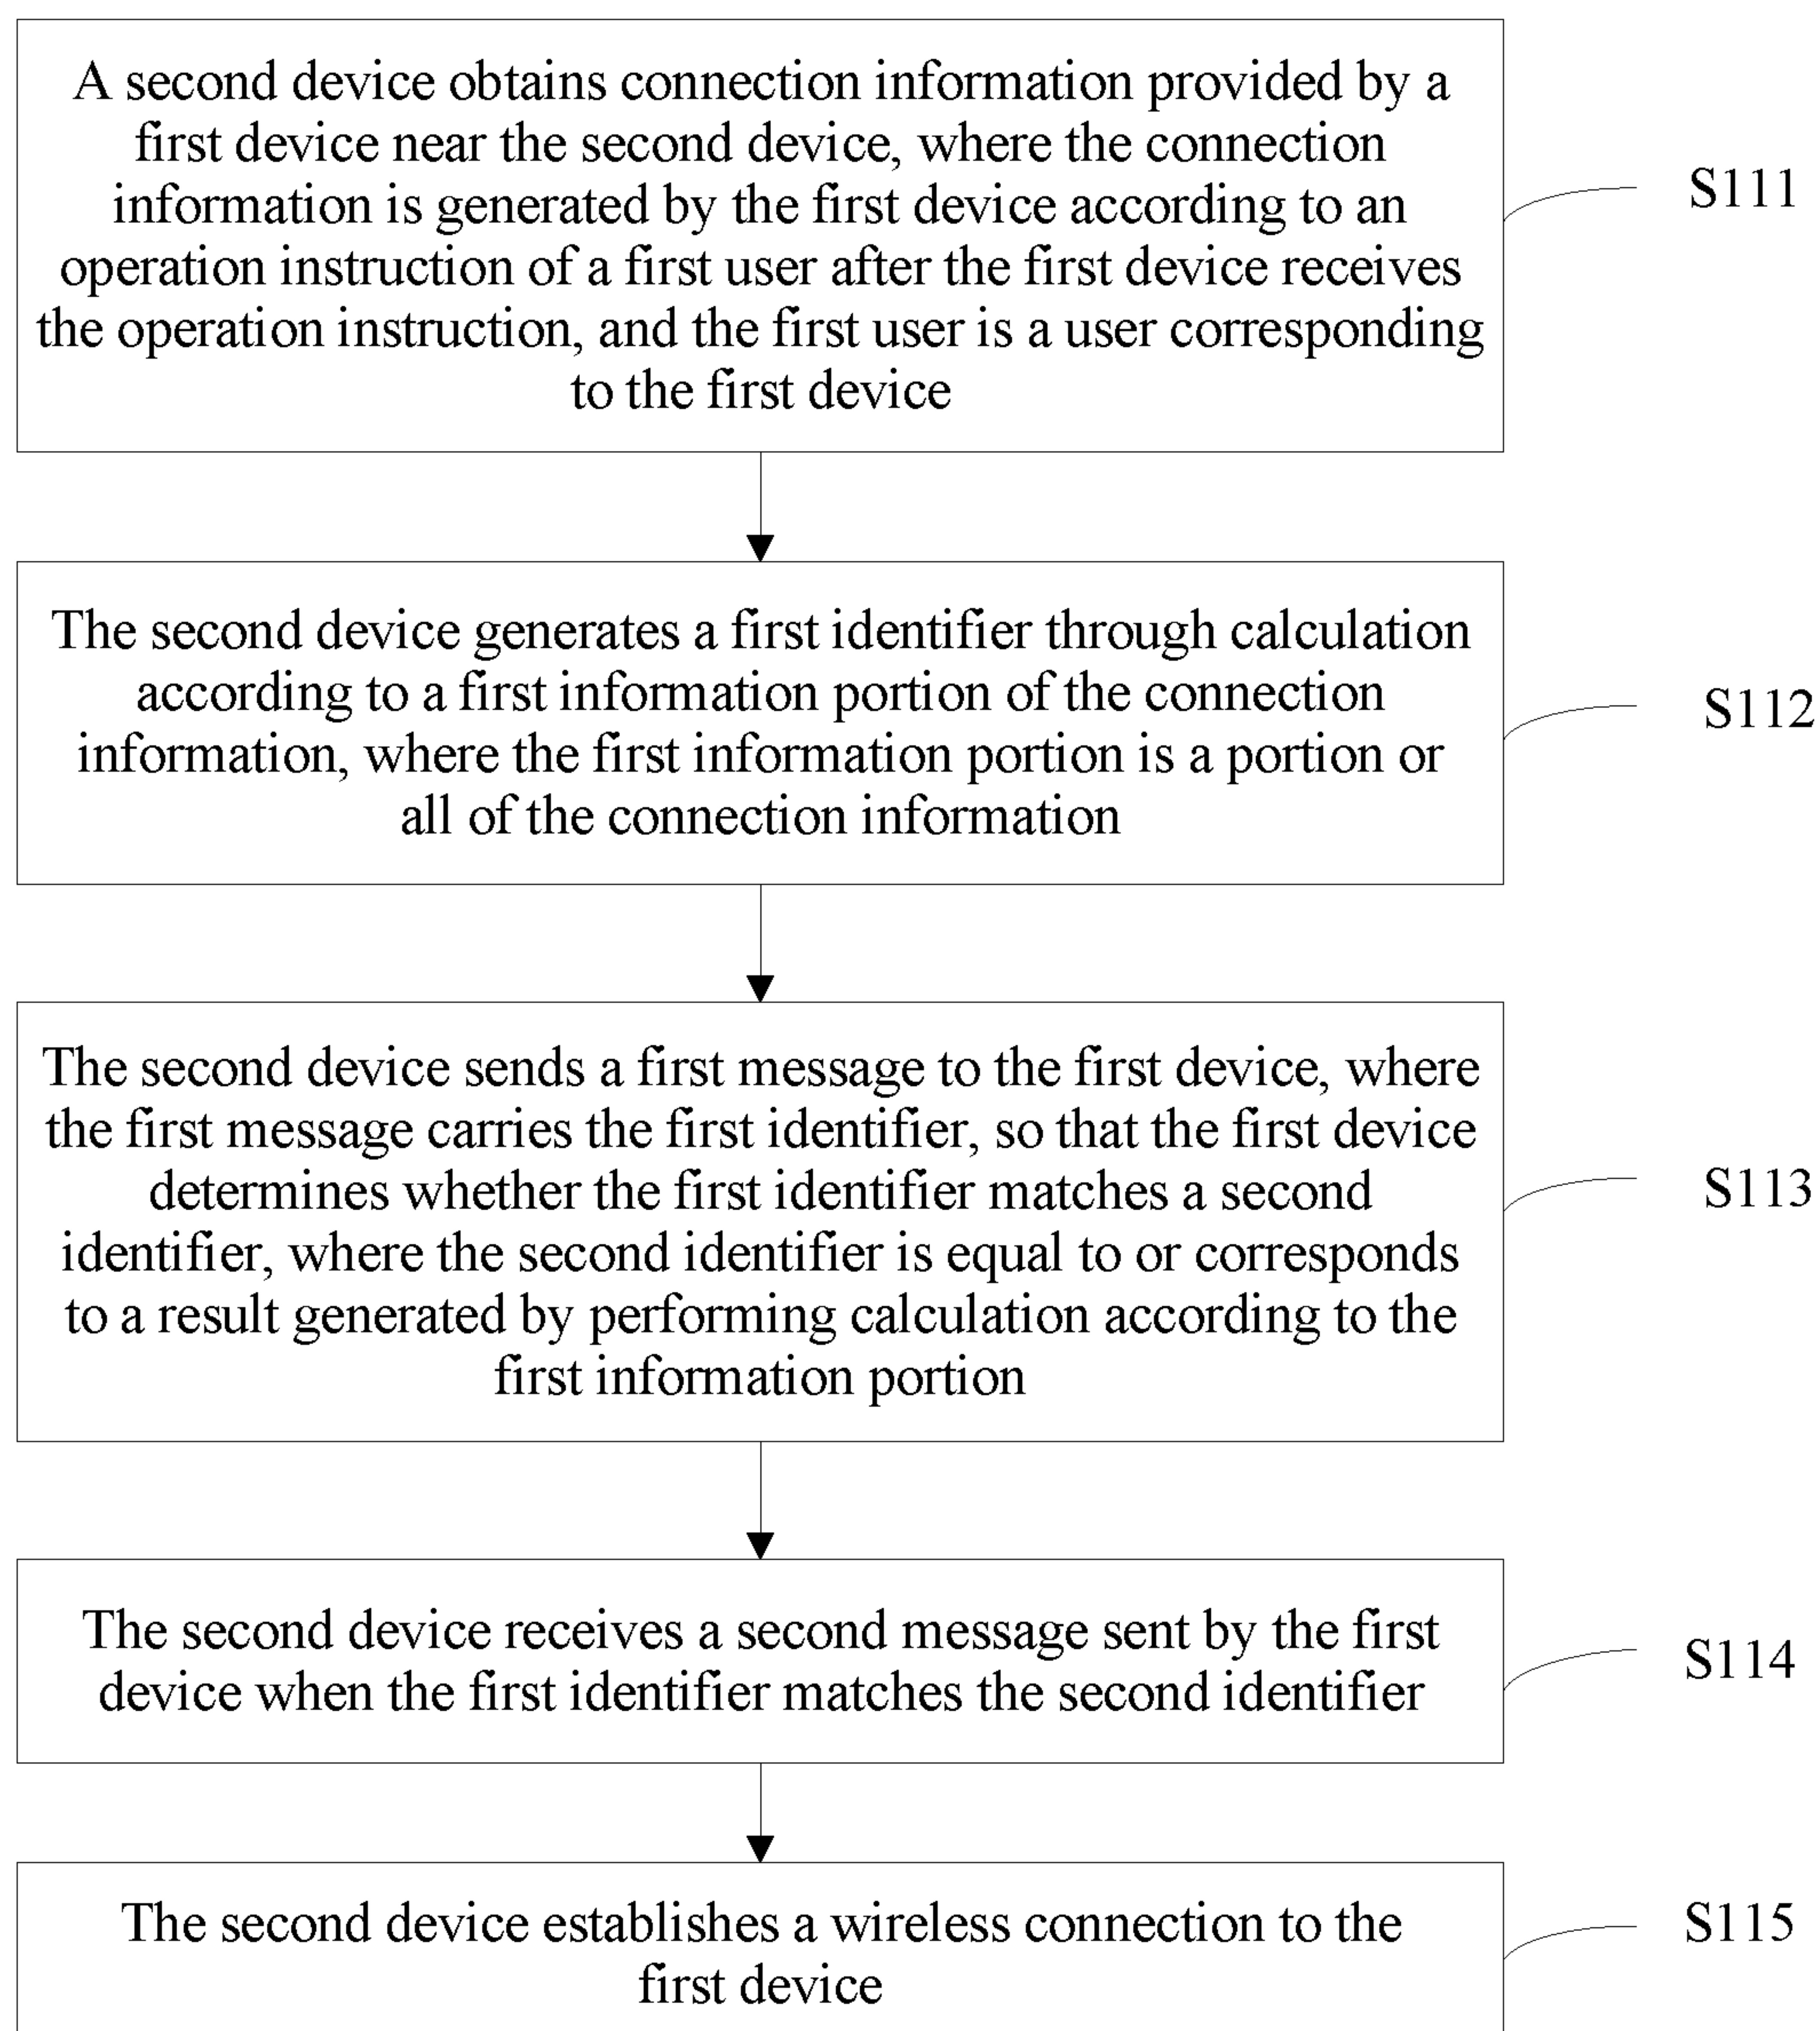 A second device obtains connection information provided by a
first device near the second device, where the connection
information is generated by the first device according to an
operation instruction of a first user after the first device receives
the operation instruction, and the first user is a user corresponding
to the first device
S111
The second device generates a first identifier through calculation
according to a first information portion of the connection
information, where the first information portion is a portion or
all of the connection information
S112
The second device sends a first message to the first device, where
the first message carries the first identifier, so that the first device
determines whether the first identifier matches a second
identifier, where the second identifier is equal to or corresponds
to a result generated by performing calculation according to the
first information portion
S113
The second device receives a second message sent by the first
device when the first identifier matches the second identifier
S114
The second device establishes a wireless connection to the
first device
S115